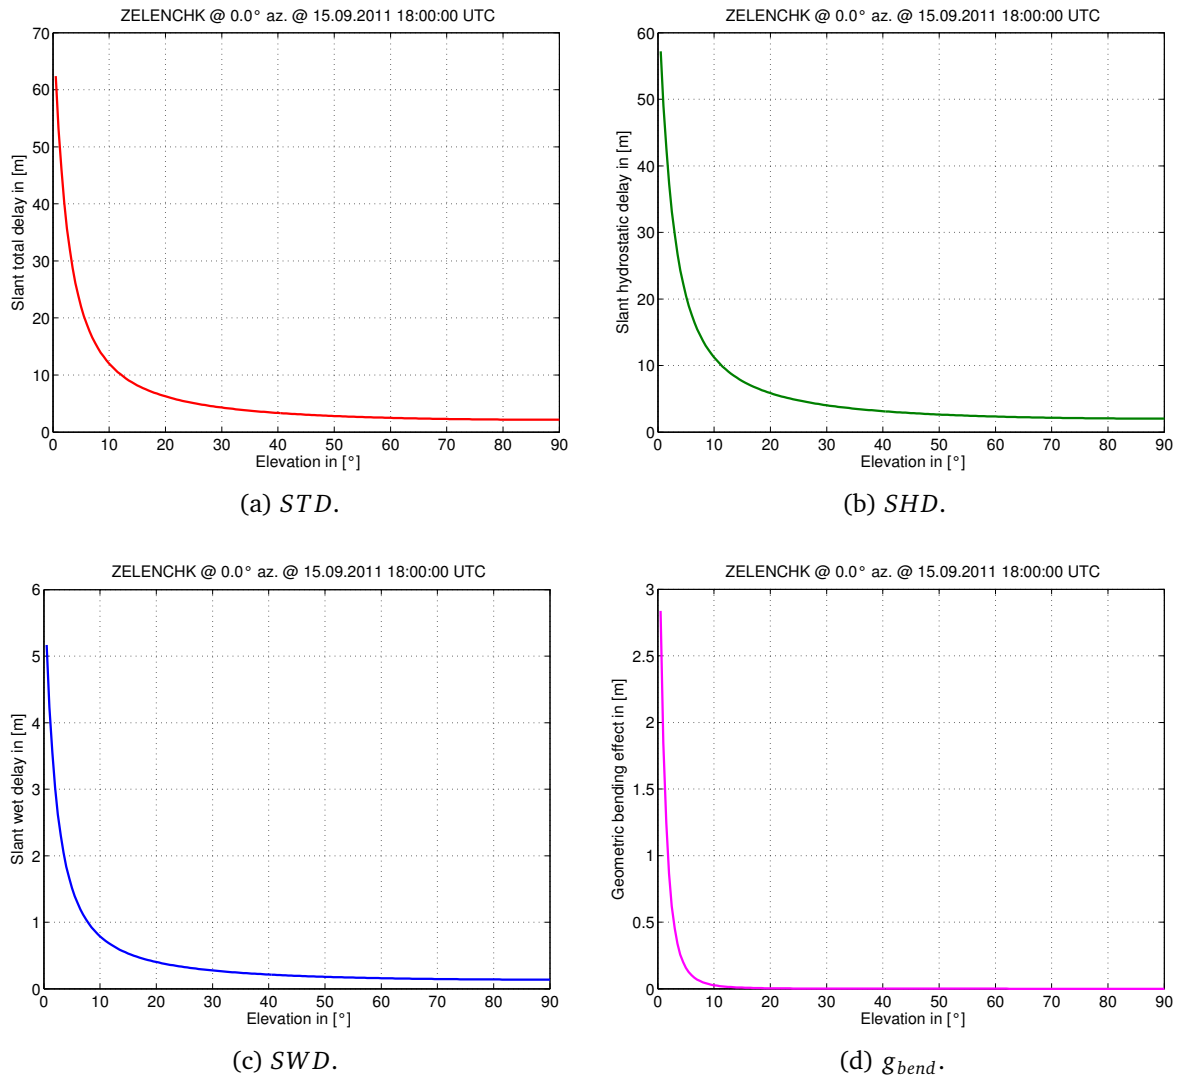 ZELENCHK @ 0.0° az. @ 15.09.2011 18:00:00 UTC
70
60
50
40
30
20
10
0
Slant total delay in [m]
0 10 20 30 40 50 60 70 80 90
Elevation in [°]
(a) STD.
ZELENCHK @ 0.0° az. @ 15.09.2011 18:00:00 UTC
60
50
40
30
20
10
0
Slant hydrostatic delay in [m]
0 10 20 30 40 50 60 70 80 90
Elevation in [°]
(b) SHD.
ZELENCHK @ 0.0° az. @ 15.09.2011 18:00:00 UTC
6
5
4
3
2
1
0
Slant wet delay in [m]
0 10 20 30 40 50 60 70 80 90
Elevation in [°]
(c) SWD.
ZELENCHK @ 0.0° az. @ 15.09.2011 18:00:00 UTC
3
2.5
2
1.5
1
0.5
0
Geometric bending effect in [m]
0 10 20 30 40 50 60 70 80 90
Elevation in [°]
(d) g_bend.